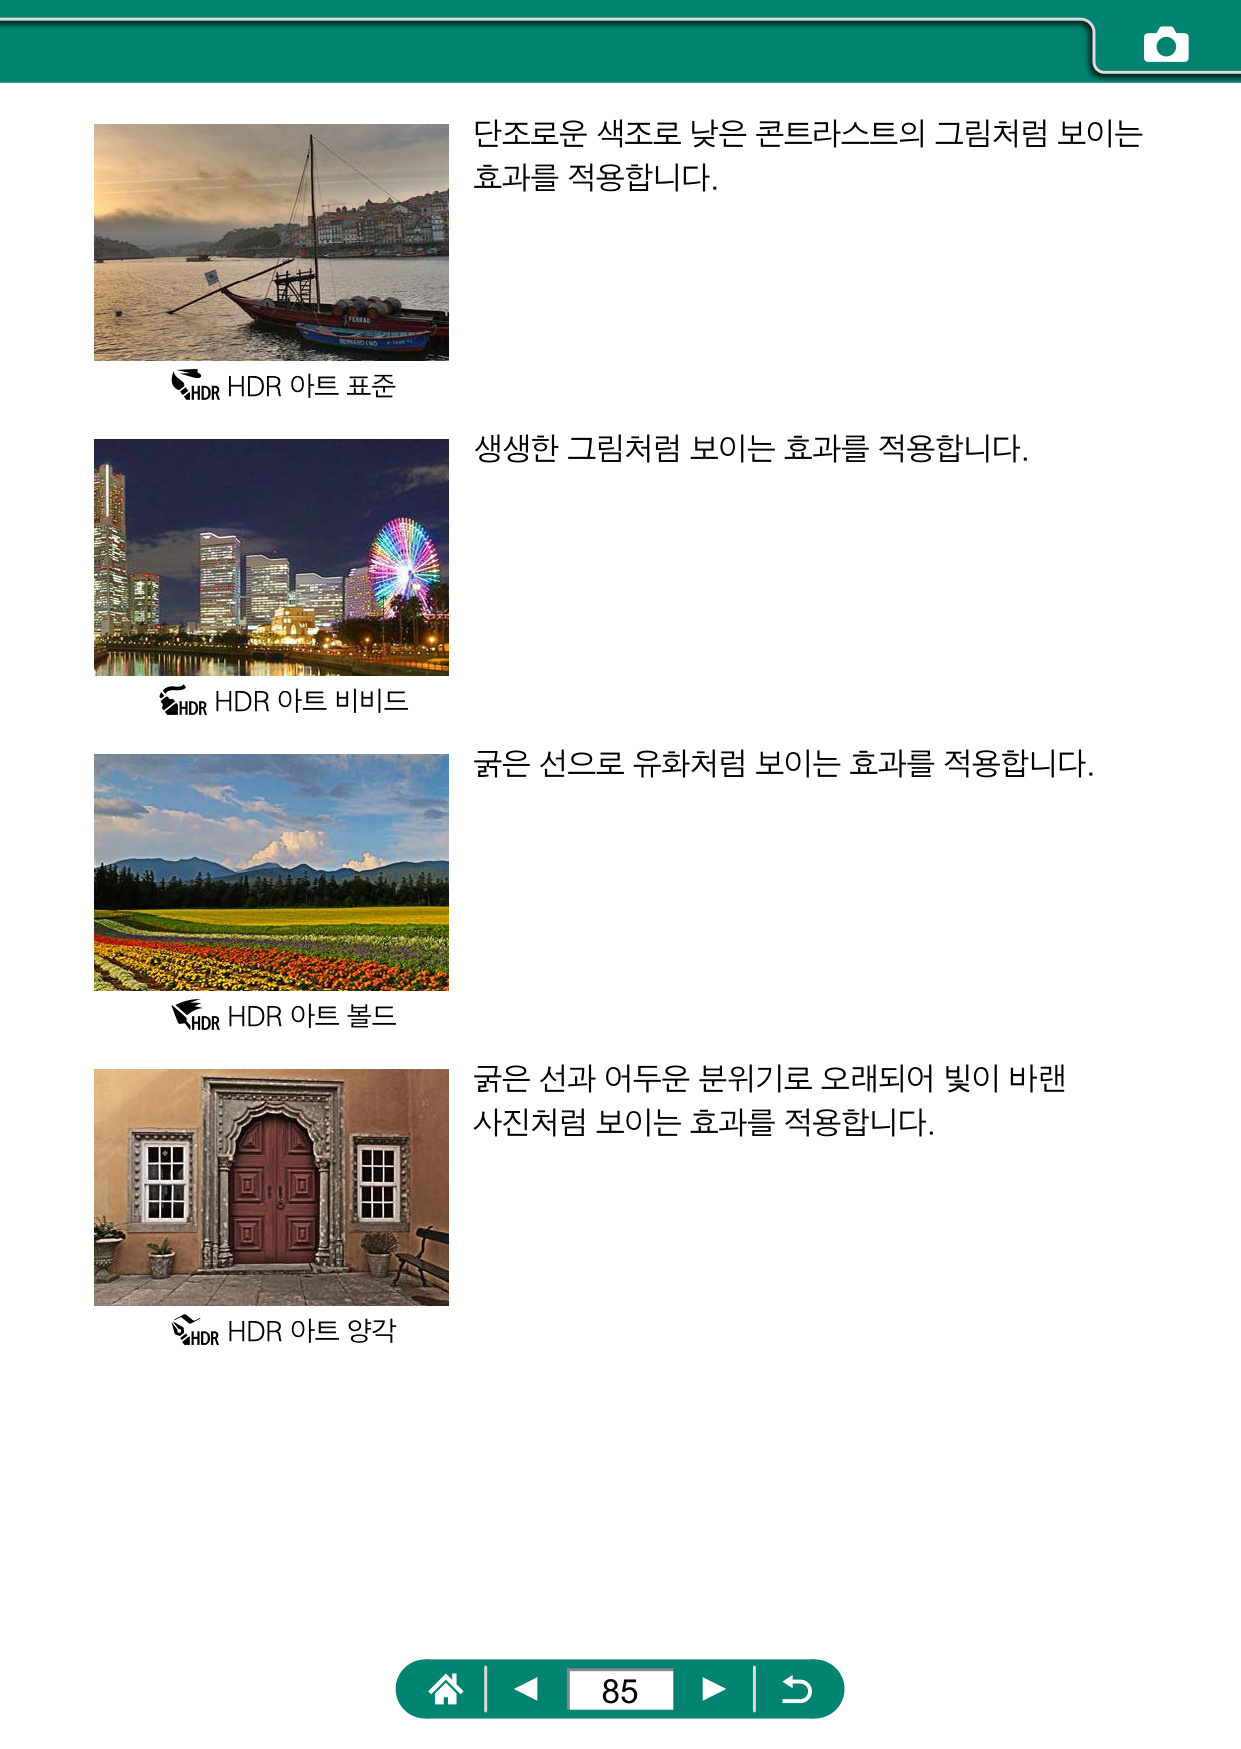 단조로운 색조로 낮은 콘트라스트의 그림처럼 보이는
효과를 적용합니다.
FERRAO
BERNARDINO
HDR HDR 아트 표준
생생한 그림처럼 보이는 효과를 적용합니다.
HDR HDR 아트 비비드
굵은 선으로 유화처럼 보이는 효과를 적용합니다.
HDR HDR 아트 볼드
굵은 선과 어두운 분위기로 오래되어 빛이 바랜
사진처럼 보이는 효과를 적용합니다.
HDR HDR 아트 양각
85